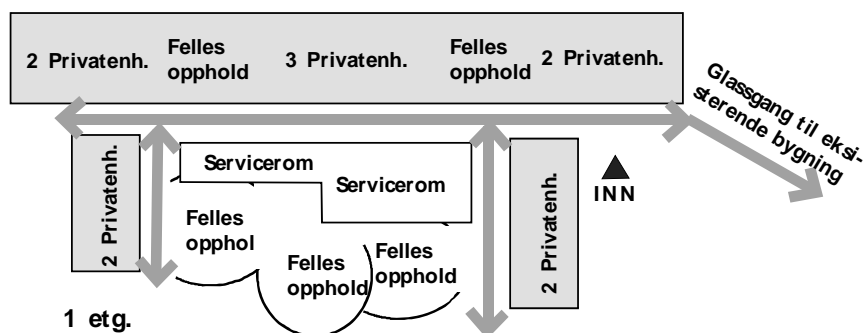 2 Privatenh.
Felles
opphold
3 Privatenh.
Felles
opphold
2 Privatenh.
Glassgang til eksi-
sterende bygning
2 Privatenh.
Servicerom
Servicerom
Felles
opphol
Felles
opphold
Felles
opphold
2 Privatenh.
INN
1 etg.